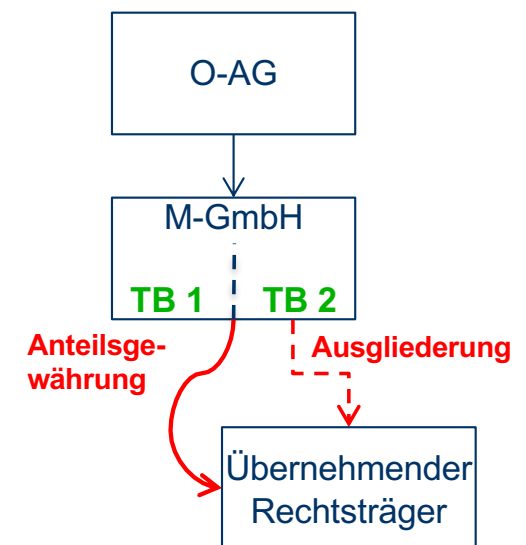 O-AG
M-GmbH
TB 1 TB 2
Anteilsge-
währung
Ausgliederung
Übernehmender
Rechtsträger